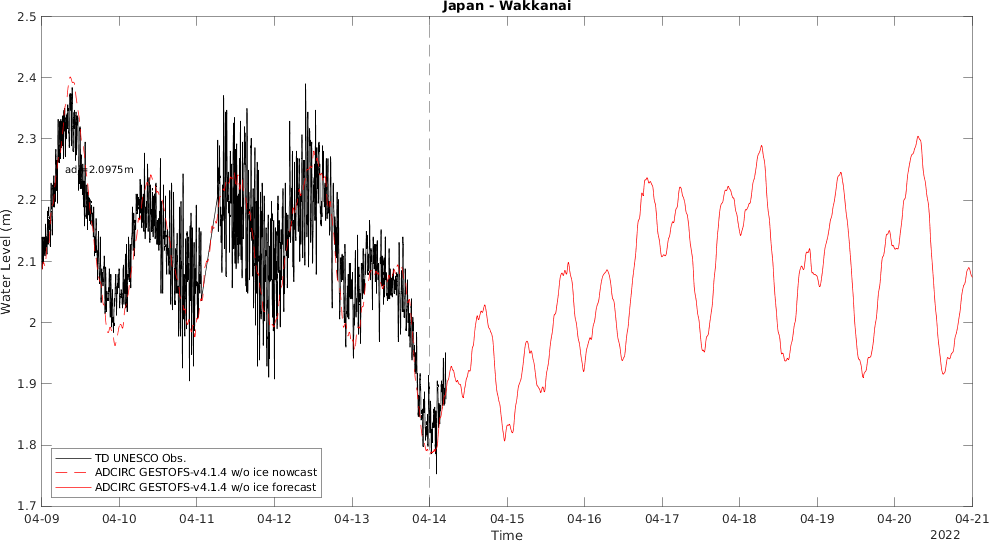 Japan - Wakkanai
Water Level (m)
2.5
2.4
2.3
2.2
2.1
2
1.9
1.8
1.7
=2.0975m
TD UNESCO Obs.
ADCIRC GESTOFS-v4.1.4 w/o ice nowcast
ADCIRC GESTOFS-v4.1.4 w/o ice forecast
04-09 04-10 04-11 04-12 04-13 04-14 04-15 04-16 04-17 04-18 04-19 04-20 04-21
Time
2022